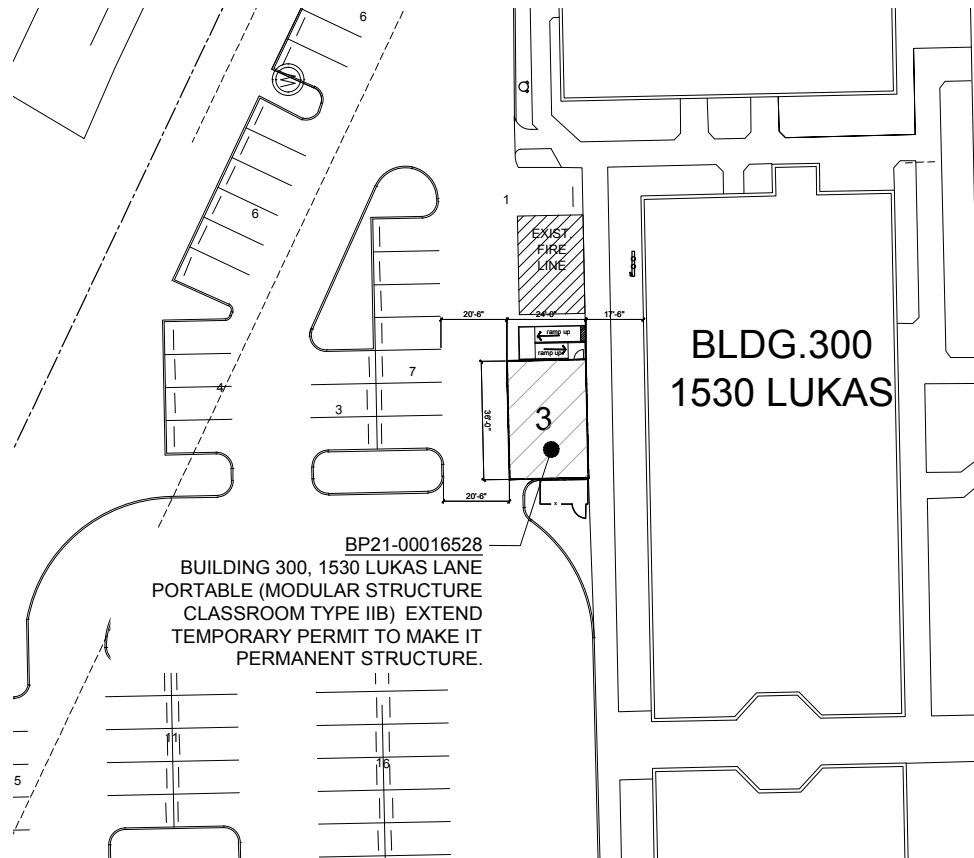 6
6
1
EXIST.
FIRE
LINE
20'-6"
24'-0"
17'-6"
ramp up
ramp up
BLDG.300
1530 LUKAS
4
7
3
36'-0"
3
20'-6"
x
BP21-00016528
BUILDING 300, 1530 LUKAS LANE
PORTABLE (MODULAR STRUCTURE
CLASSROOM TYPE IIB) EXTEND
TEMPORARY PERMIT TO MAKE IT
PERMANENT STRUCTURE.
11
16
5